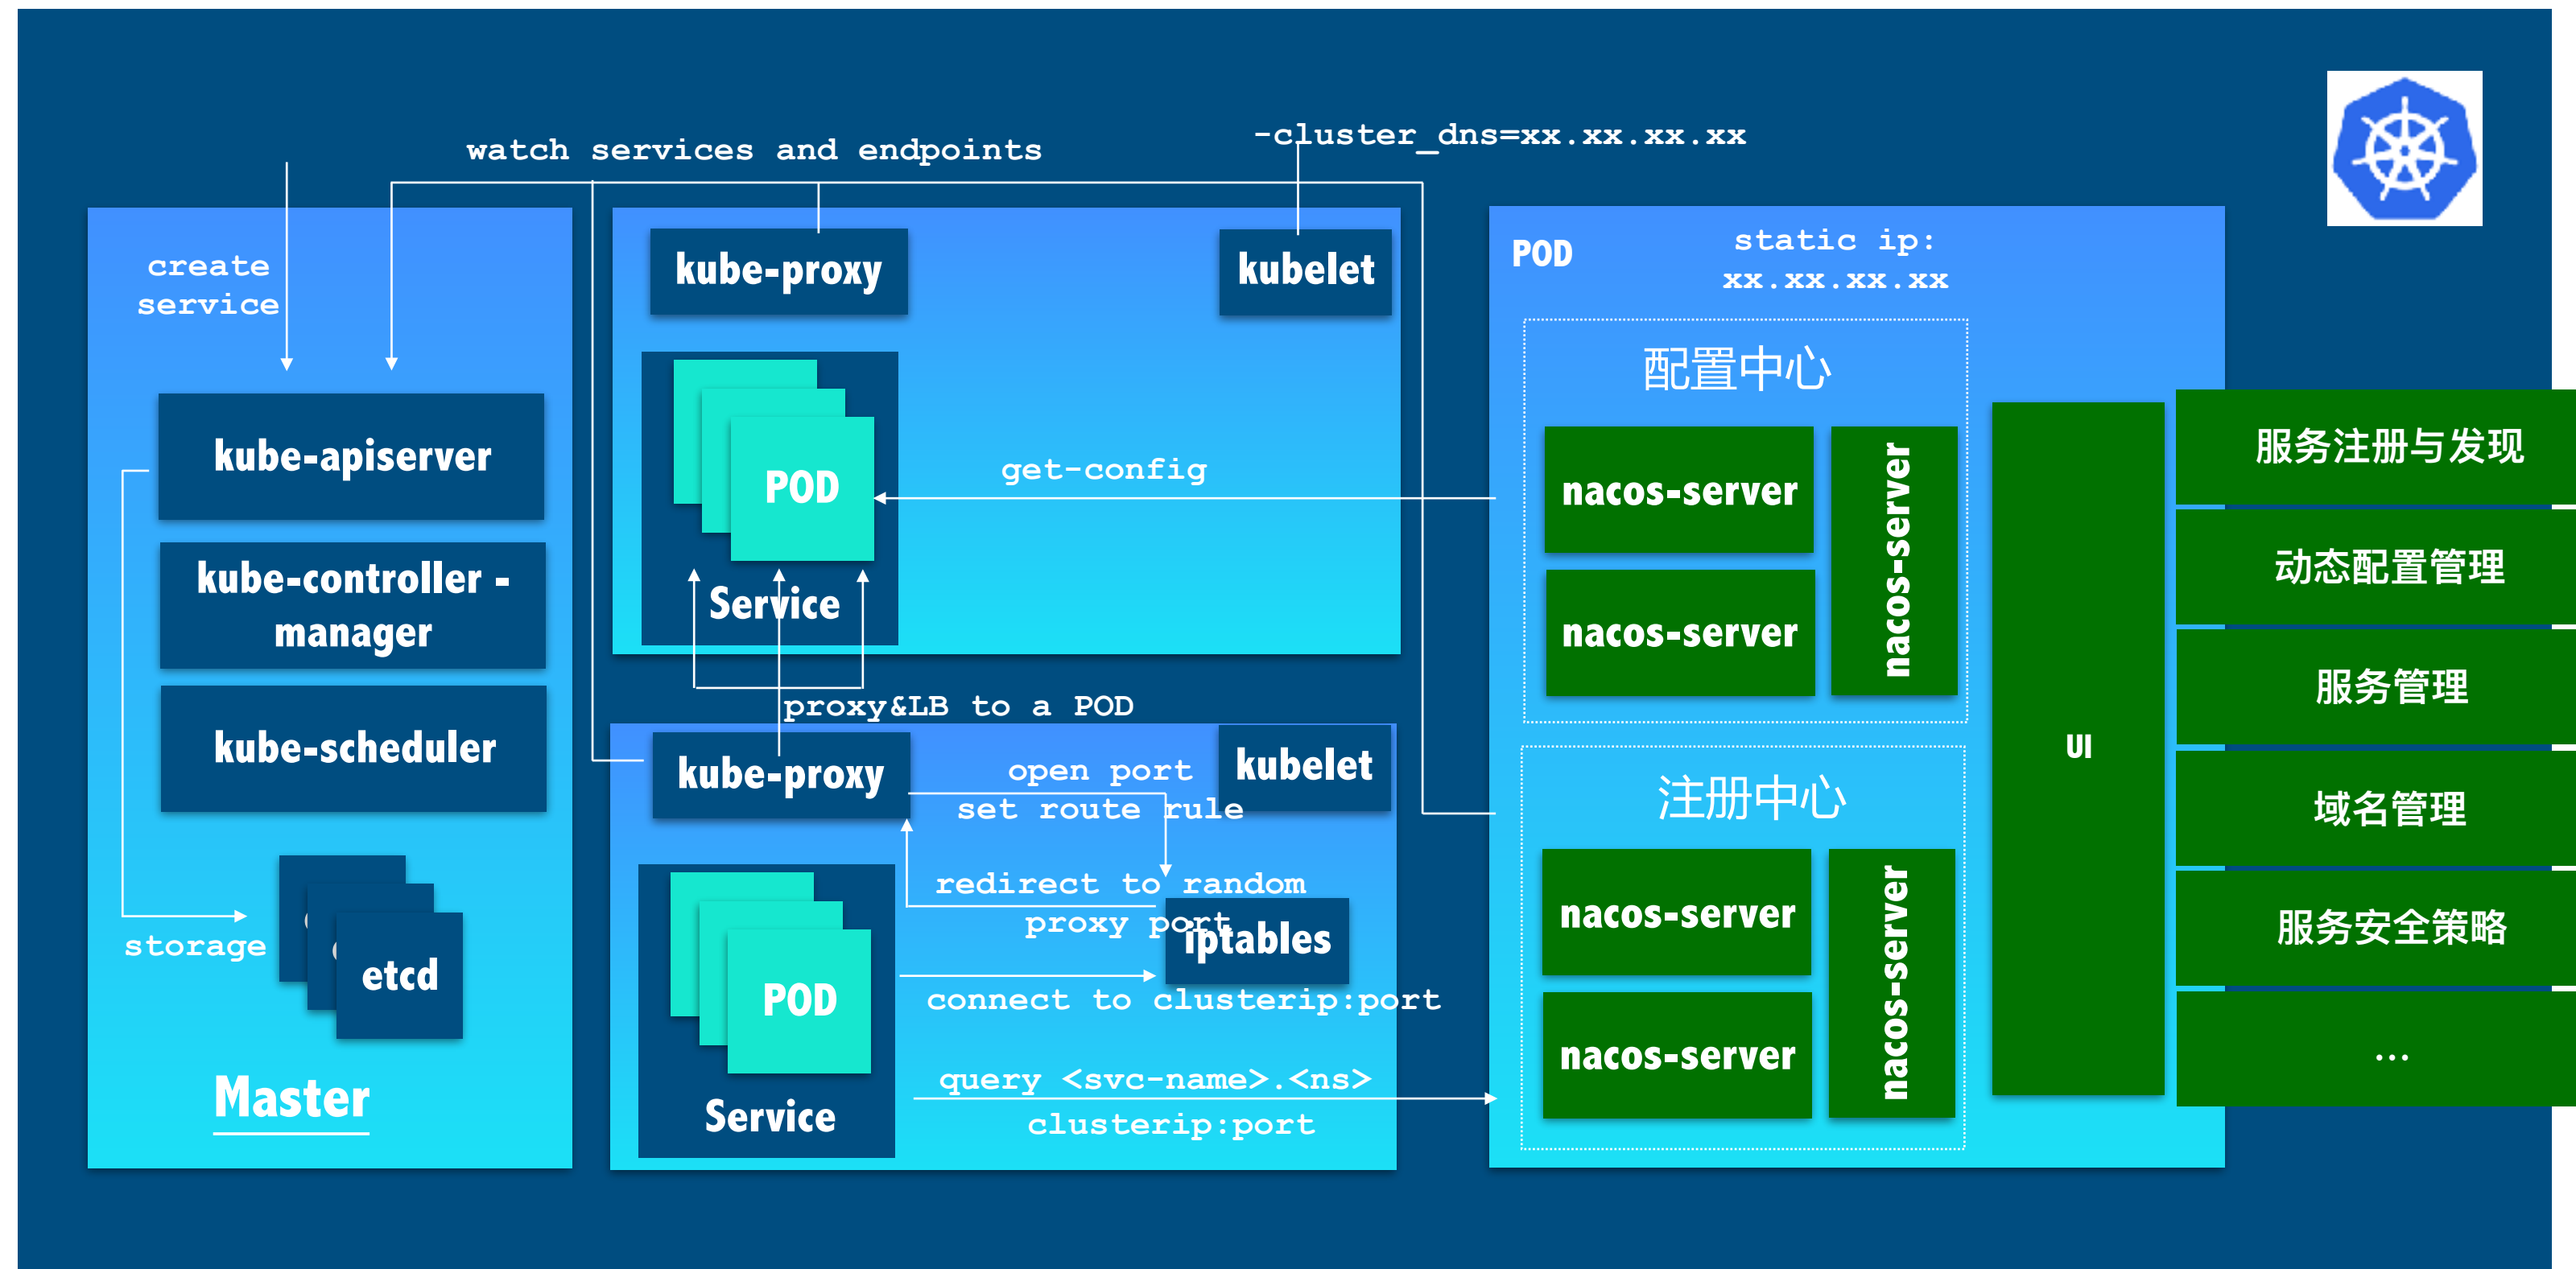 watch services and endpoints
-cluster_dns=xx.xx.xx.xx
create
service
kube-apiserver
kube-controller -
manager
kube-scheduler
storage
etcd
Master
kube-proxy
kubelet
POD
Service
get-config
proxy&LB to a POD
kube-proxy
kubelet
open port
set route rule
redirect to random
proxy port
iptables
POD
Service
connect to clusterip:port
query <svc-name>.<ns>
clusterip:port
POD
static ip:
xx.xx.xx.xx
配置中心
nacos-server
nacos-server
nacos-server
注册中心
nacos-server
nacos-server
nacos-server
UI
服务注册与发现
动态配置管理
服务管理
域名管理
服务安全策略
...